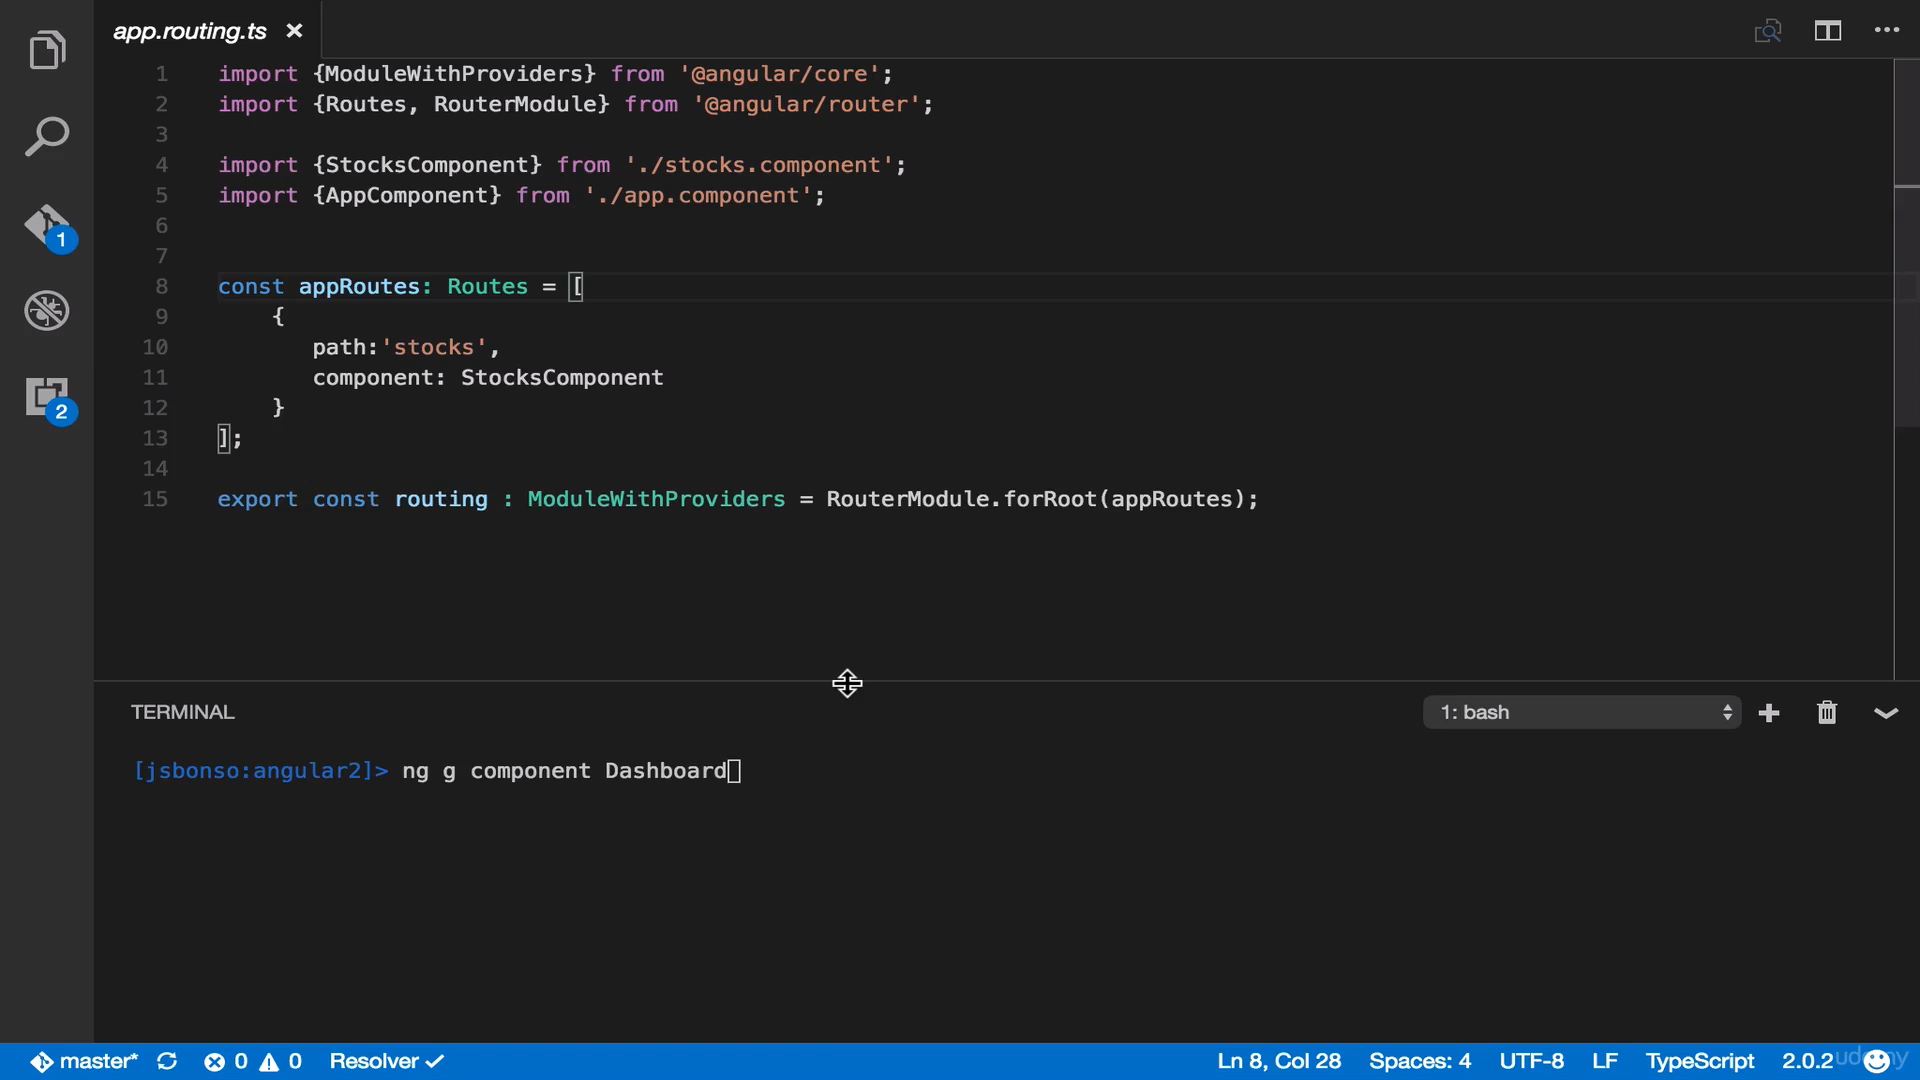 app.routing.ts
1 import {ModuleWithProviders} from '@angular/core';
2 import {Routes, RouterModule} from '@angular/router';
3
4 import {StocksComponent} from './stocks.component';
5 import {AppComponent} from './app.component';
6
7
8 const appRoutes: Routes = [
9 {
10 path:'stocks',
11 component: StocksComponent
12 }
13 ];
14
15 export const routing : ModuleWithProviders = RouterModule.forRoot(appRoutes);
1
2
TERMINAL 1: bash
[jsbonso:angular2]> ng g component Dashboard
master* 0 0 Resolver Ln 8, Col 28 Spaces: 4 UTF-8 LF TypeScript 2.0.2 udemy